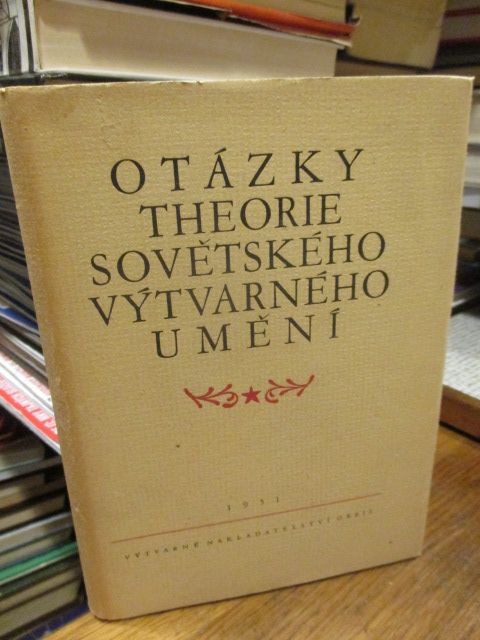 OTÁZKY
THEORIE
SOVĚTSKÉHO
VÝTVARNÉHO
UMĚNÍ
1951
VÝTVARNÉ NAKLADATELSTVÍ ORBIS